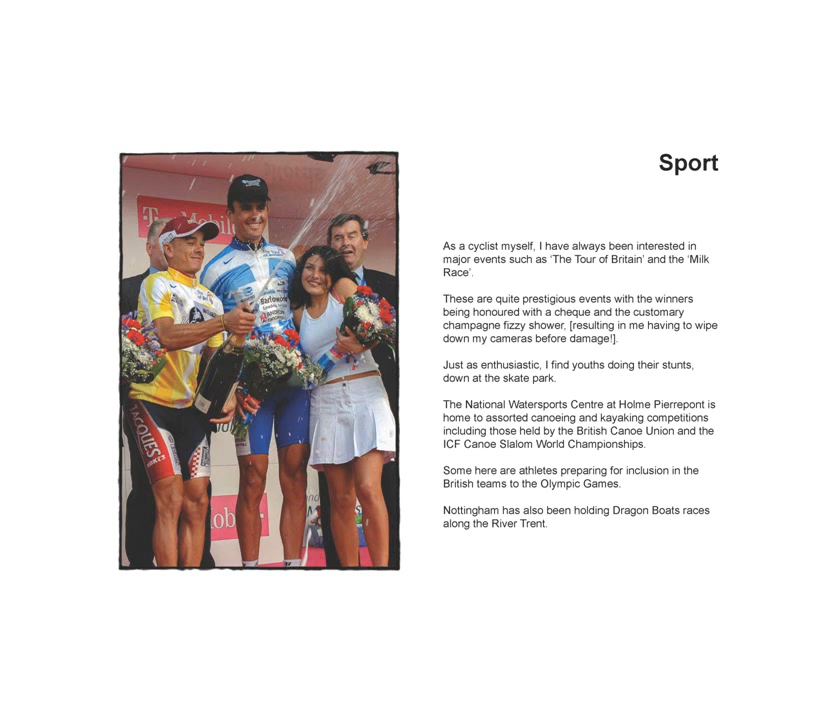 Sport
T Mobile
Barloworld
JACQUES
obi
As a cyclist myself, I have always been interested in
major events such as ‘The Tour of Britain’ and the ‘Milk
Race’.
These are quite prestigious events with the winners
being honoured with a cheque and the customary
champagne fizzy shower, [resulting in me having to wipe
down my cameras before damage!].
Just as enthusiastic, I find youths doing their stunts,
down at the skate park.
The National Watersports Centre at Holme Pierrepont is
home to assorted canoeing and kayaking competitions
including those held by the British Canoe Union and the
ICF Canoe Slalom World Championships.
Some here are athletes preparing for inclusion in the
British teams to the Olympic Games.
Nottingham has also been holding Dragon Boats races
along the River Trent.